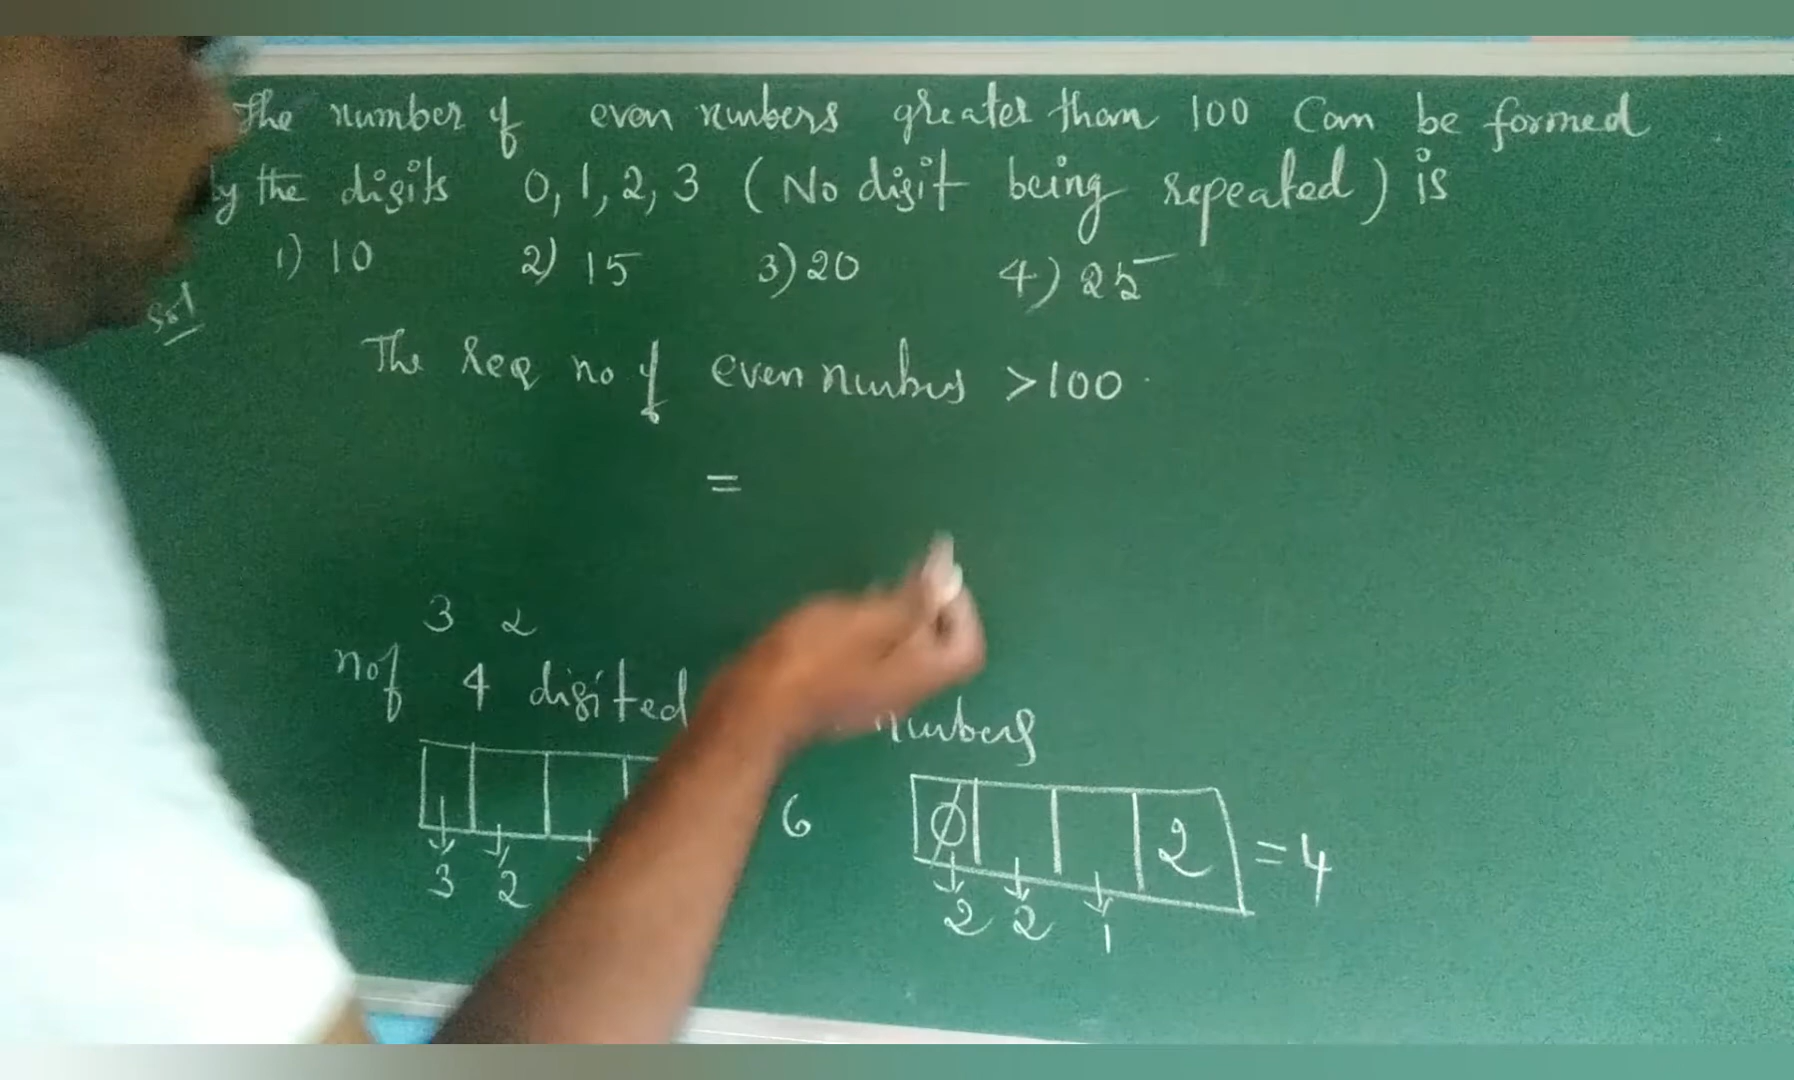 The number of even numbers greater than 100 Can be formed
by the digits 0, 1, 2, 3 (No digit being repeated) is
1) 10 2) 15 3) 20 4) 25
Sol
The Req no of even numbers >100
=
3 2
no of 4 digited numbers
6 0 2 = 4
3 2 2 2 1